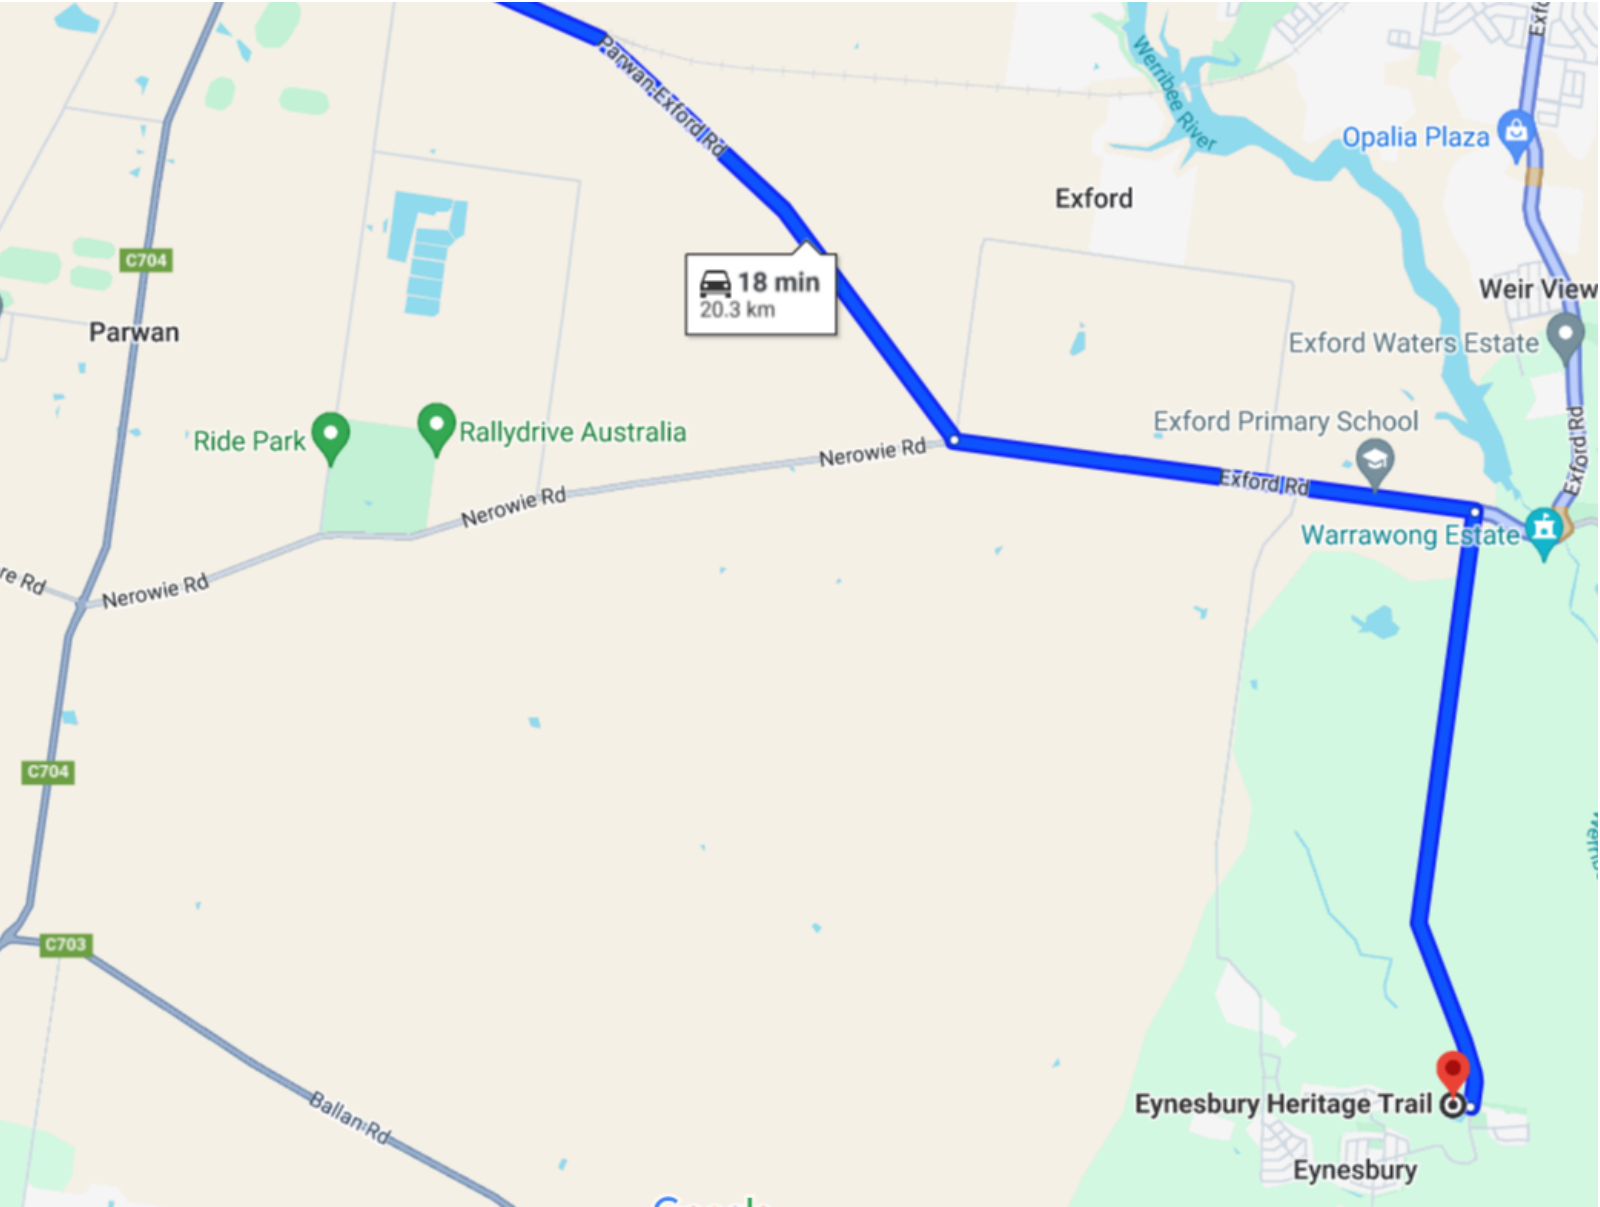 Parwan-Exford Rd
Werribee River
Opalia Plaza
Exford
C704
18 min
20.3 km
Weir View
Parwan
Exford Waters Estate
Exford Primary School
Ride Park
Rallydrive Australia
Nerowie Rd
Exford Rd
Exford Rd
Nerowie Rd
Warrawong Estate
Nerowie Rd
re Rd
C704
C703
Ballan Rd
Eynesbury Heritage Trail
Eynesbury